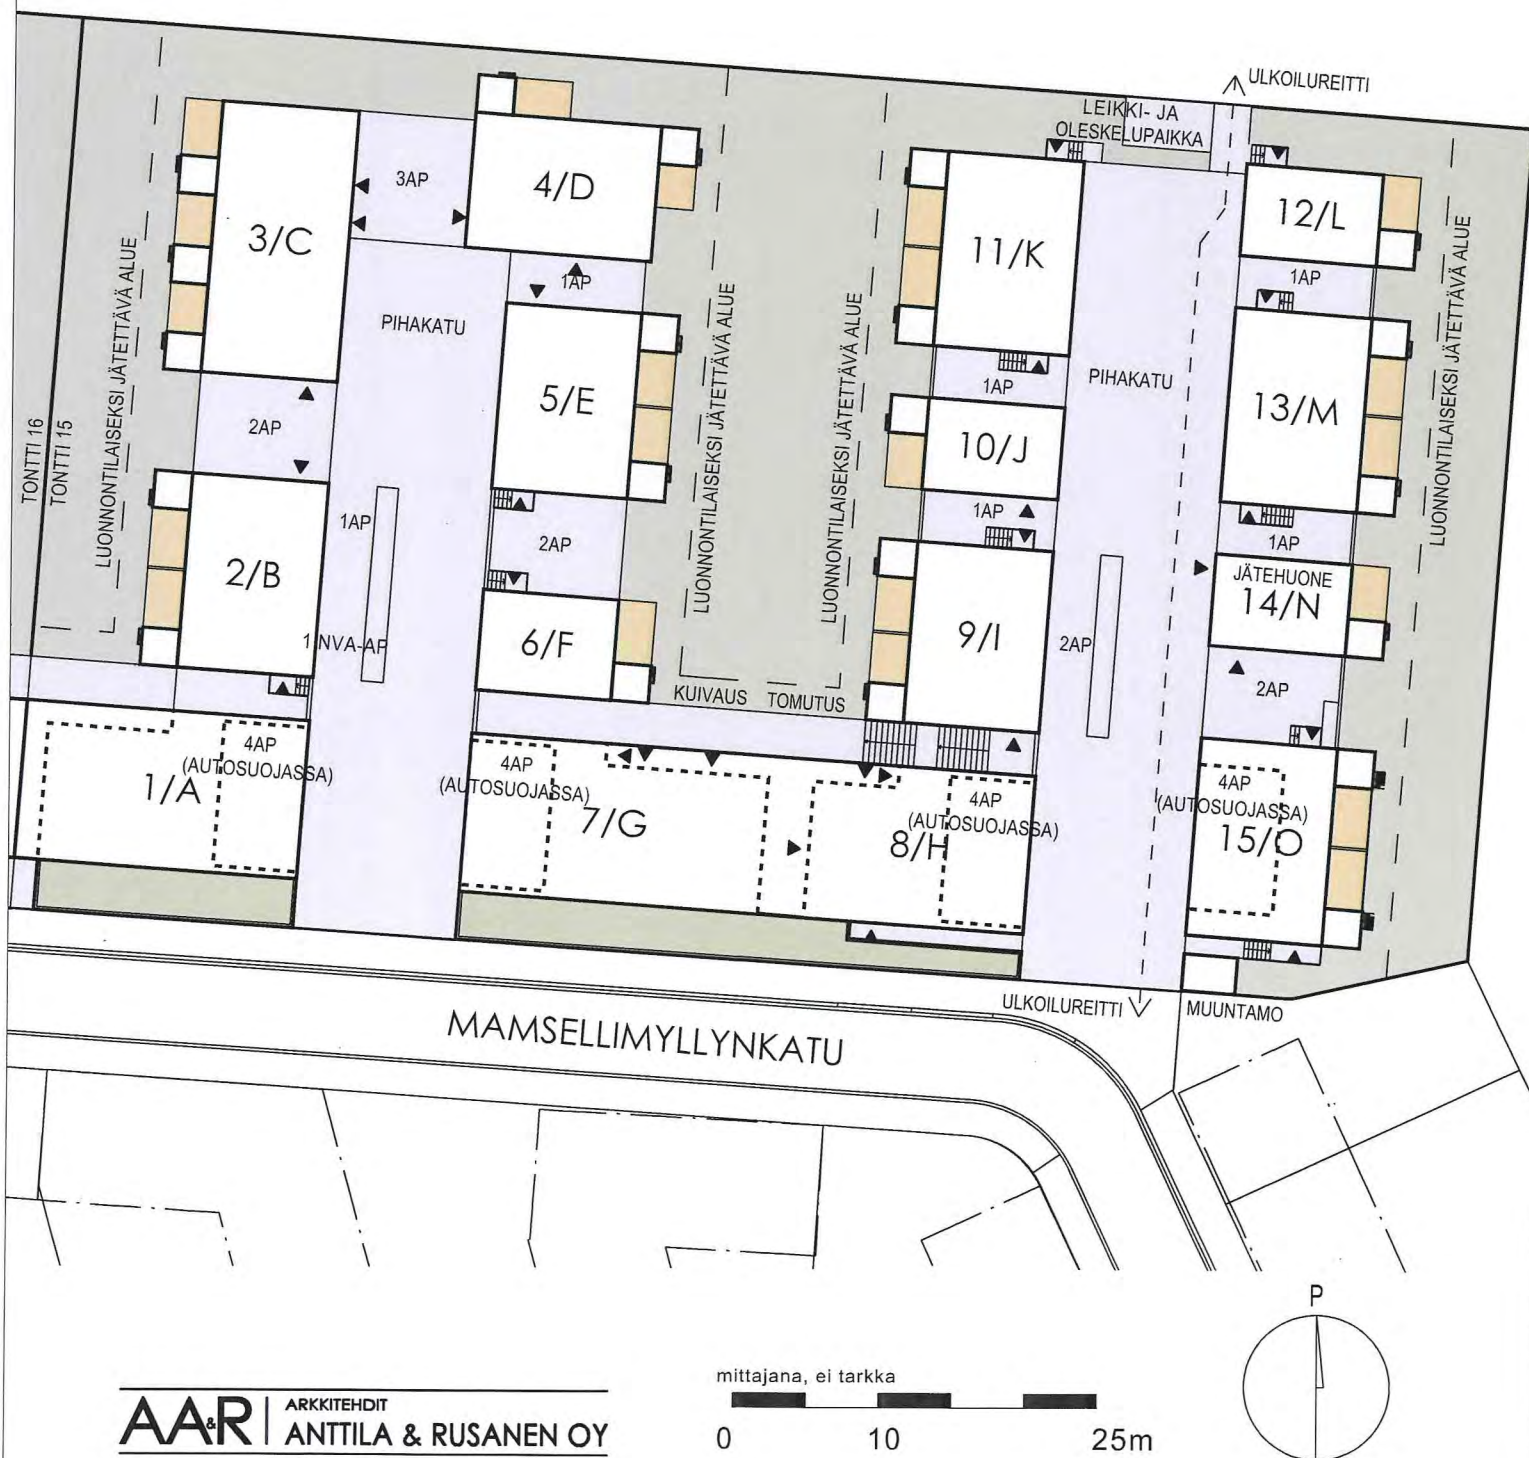 ULKOILUREITTI
LEIKKI- JA
OLESKELUPAIKKA
3AP
4/D
3/C
12/L
11/K
1AP
1AP
PIHAKATU
LUONNONTILAISEKSI JÄTETTÄVÄ ALUE
LUONNONTILAISEKSI JÄTETTÄVÄ ALUE
LUONNONTILAISEKSI JÄTETTÄVÄ ALUE
LUONNONTILAISEKSI JÄTETTÄVÄ ALUE
PIHAKATU
1AP
5/E
13/M
2AP
10/J
TONTTI 16
TONTTI 15
1AP
1AP
1AP
2AP
JÄTEHUONE
14/N
2/B
9/I
6/F
1 INVA-AP
2AP
2AP
KUIVAUS
TOMUTUS
4AP
(AUTOSUOJASSA)
1/A
4AP
(AUTOSUOJASSA)
7/G
4AP
(AUTOSUOJASSA)
8/H
4AP
(AUTOSUOJASSA)
15/O
ULKOILUREITTI
MUUNTAMO
MAMSELLIMYLLYNKATU
P
mittajana, ei tarkka
0 10 25m
AA&R
ARKKITEHDIT
ANTTILA & RUSANEN OY